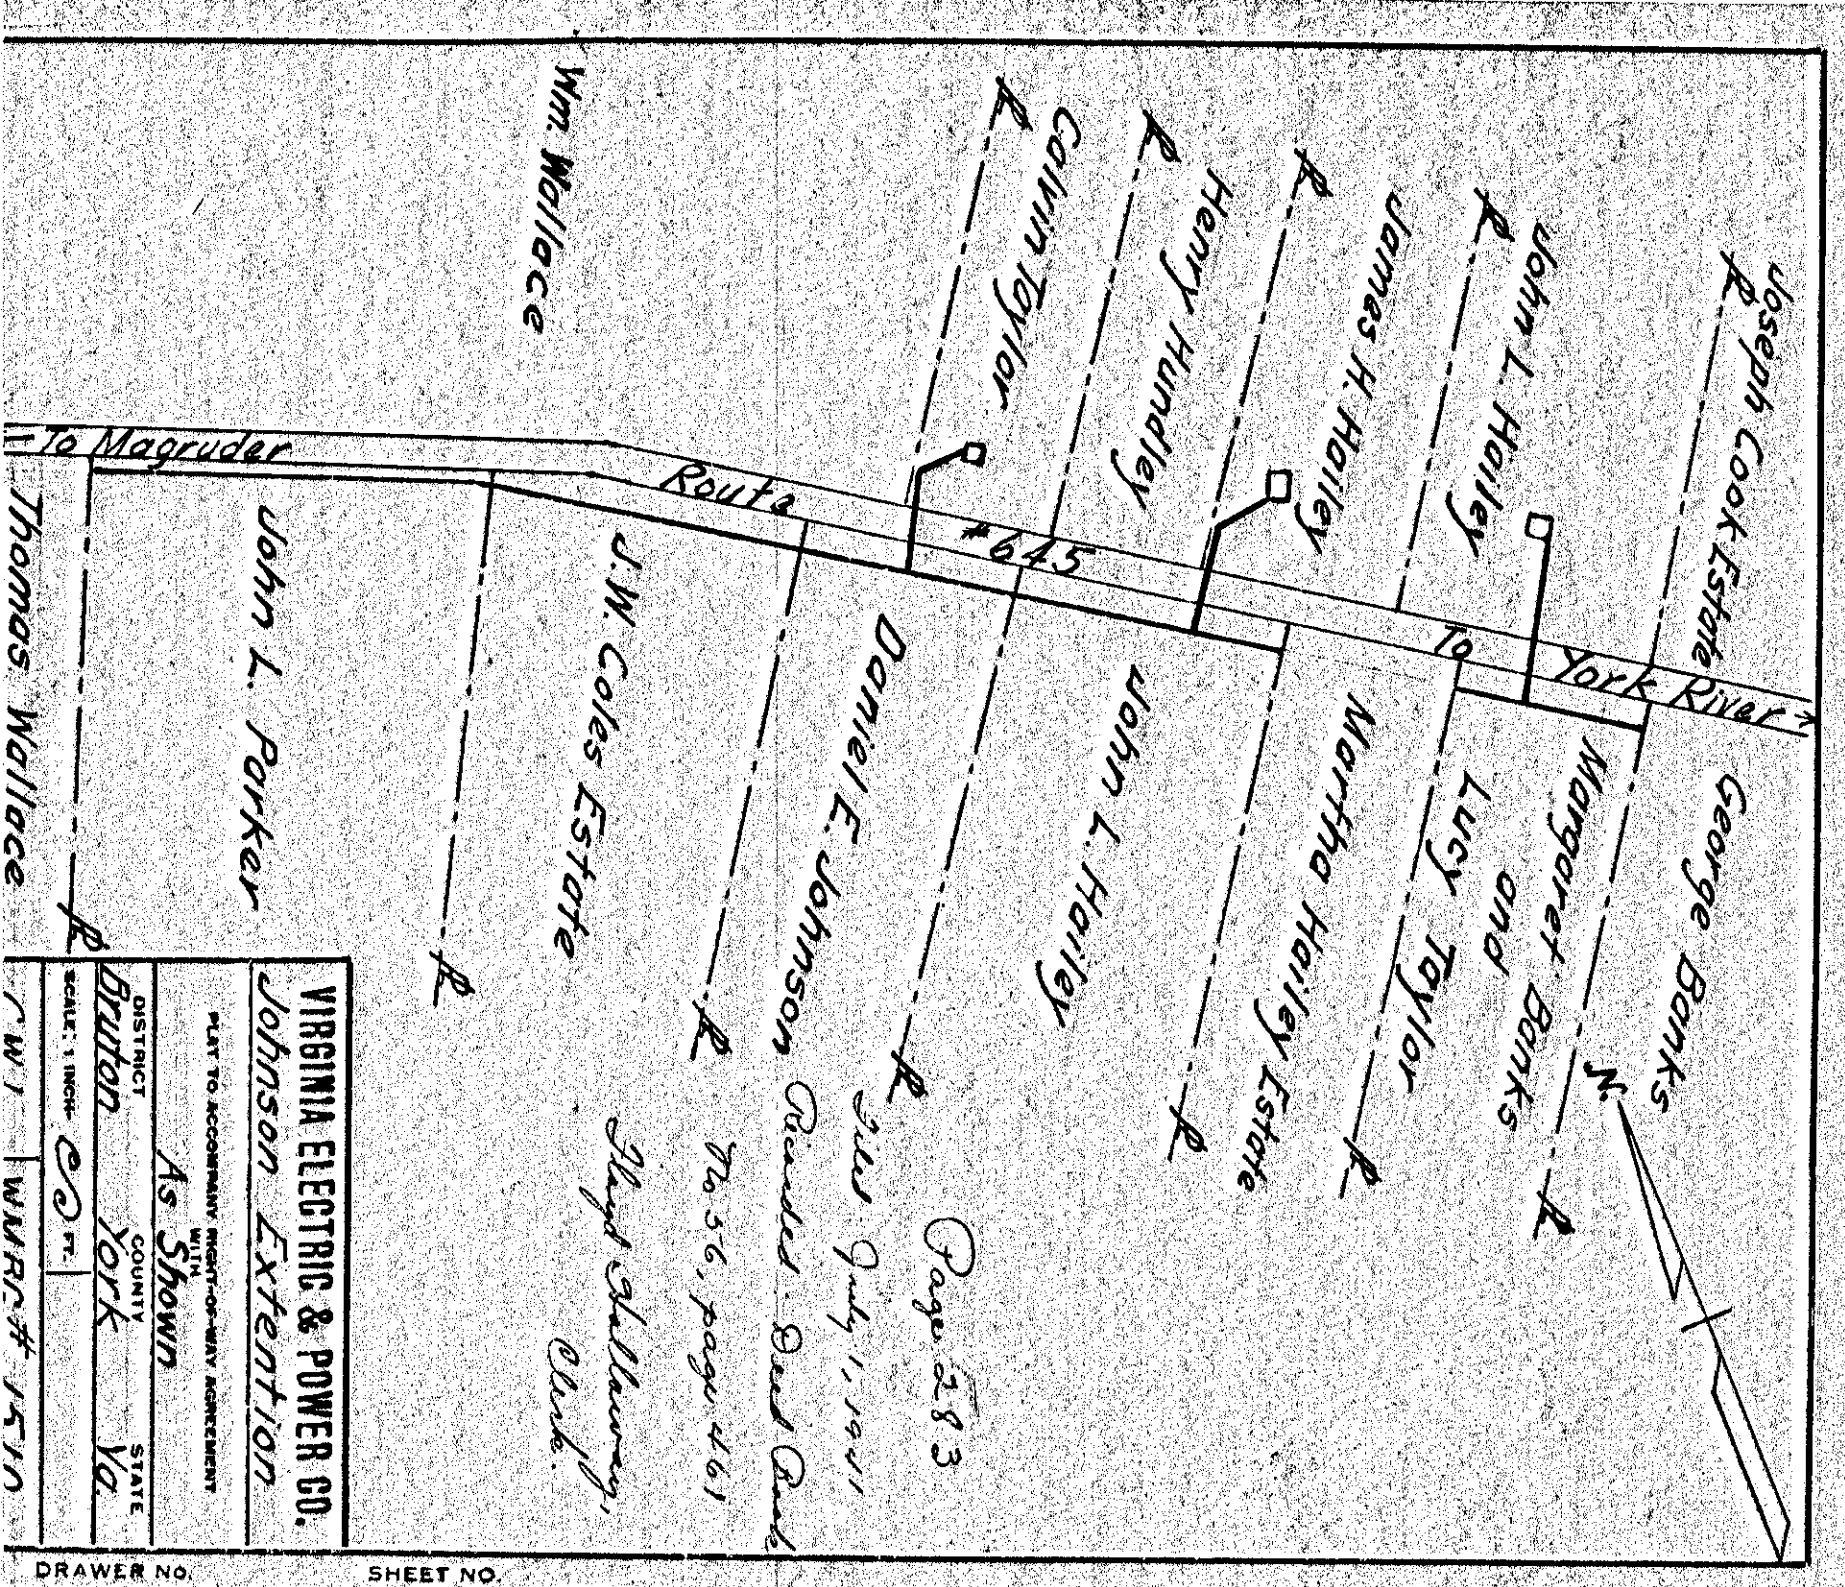 Joseph Cook Estate
John L. Hailey
James H. Hailey
Henry Hundley
Calvin Taylor
Wm. Wallace
← To Magruder
Route
#645
To
York River →
George Banks
Margaret Banks
and
Lucy Taylor
Martha Hailey Estate
John L. Hailey
Daniel E. Johnson
J.W. Coles Estate
John L. Parker
Thomas Wallace
N.
Page 283
Filed July 1, 1941
Recorded Deed Book
No 56, page 461
Floyd Holloway,
Clerk.
VIRGINIA ELECTRIC & POWER CO.
Johnson Extention
PLAT TO ACCOMPANY RIGHT-OF-WAY AGREEMENT
WITH
As Shown
DISTRICT COUNTY STATE
Bruton York Va.
SCALE: 1 INCH= FT.
DRAWER NO.
SHEET NO.